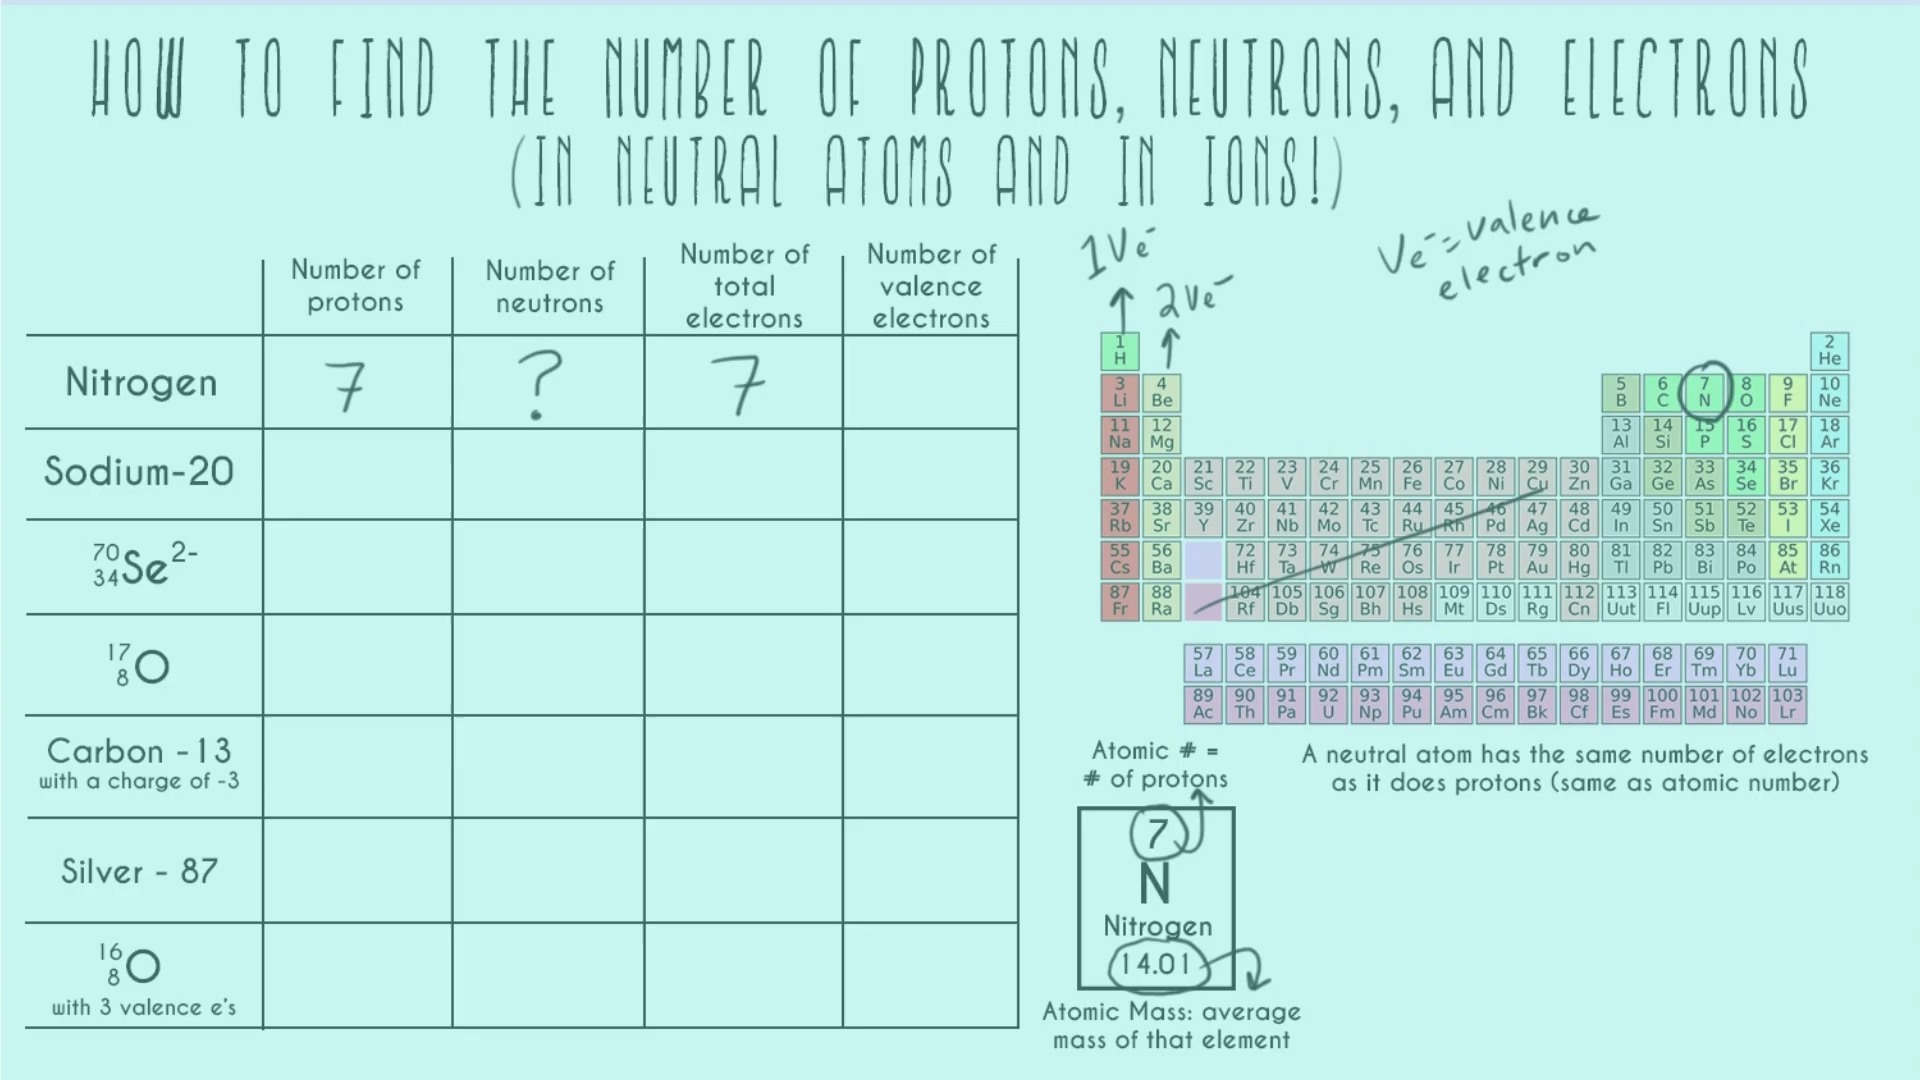 HOW TO FIND THE NUMBER OF PROTONS, NEUTRONS, AND ELECTRONS
(IN NEUTRAL ATOMS AND IN IONS!)
Number of protons
Number of neutrons
Number of total electrons
Number of valence electrons
Nitrogen 7 ? 7
Sodium-20
70 34 Se 2-
17 8 O
Carbon -13
with a charge of -3
Silver - 87
16 8 O
with 3 valence e's
1Ve-
2Ve-
Ve- = valence
electron
1 2
H He
3 4 5 6 7 8 9 10
Li Be B C N O F Ne
11 12 13 14 15 16 17 18
Na Mg Al Si P S Cl Ar
19 20 21 22 23 24 25 26 27 28 29 30 31 32 33 34 35 36
K Ca Sc Ti V Cr Mn Fe Co Ni Cu Zn Ga Ge As Se Br Kr
37 38 39 40 41 42 43 44 45 46 47 48 49 50 51 52 53 54
Rb Sr Y Zr Nb Mo Tc Ru Rh Pd Ag Cd In Sn Sb Te I Xe
55 56 72 73 74 75 76 77 78 79 80 81 82 83 84 85 86
Cs Ba Hf Ta W Re Os Ir Pt Au Hg Tl Pb Bi Po At Rn
87 88 104 105 106 107 108 109 110 111 112 113 114 115 116 117 118
Fr Ra Rf Db Sg Bh Hs Mt Ds Rg Cn Uut Fl Uup Lv Uus Uuo
57 58 59 60 61 62 63 64 65 66 67 68 69 70 71
La Ce Pr Nd Pm Sm Eu Gd Tb Dy Ho Er Tm Yb Lu
89 90 91 92 93 94 95 96 97 98 99 100 101 102 103
Ac Th Pa U Np Pu Am Cm Bk Cf Es Fm Md No Lr
Atomic # =
# of protons
A neutral atom has the same number of electrons
as it does protons (same as atomic number)
7
N
Nitrogen
14.01
Atomic Mass: average
mass of that element